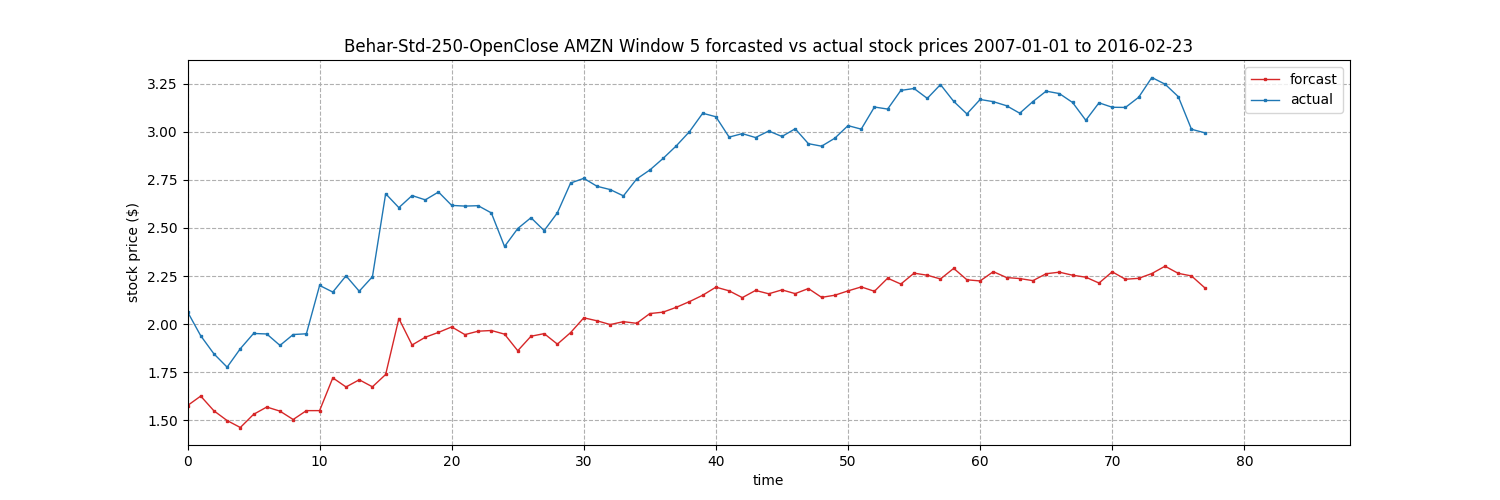 Behar-Std-250-OpenClose AMZN Window 5 forcasted vs actual stock prices 2007-01-01 to 2016-02-23
forcast
actual
stock price ($)
3.25
3.00
2.75
2.50
2.25
2.00
1.75
1.50
0 10 20 30 40 50 60 70 80
time